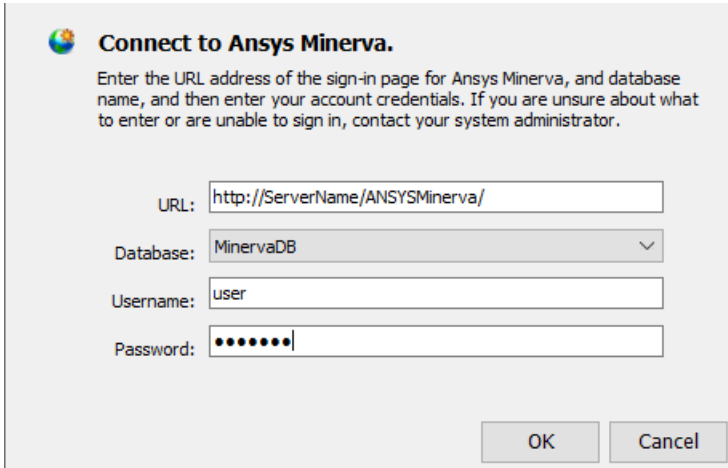 Connect to Ansys Minerva.
Enter the URL address of the sign-in page for Ansys Minerva, and database
name, and then enter your account credentials. If you are unsure about what
to enter or are unable to sign in, contact your system administrator.
URL: http://ServerName/ANSYSMinerva/
Database: MinervaDB
Username: user
Password: •••••••
OK Cancel